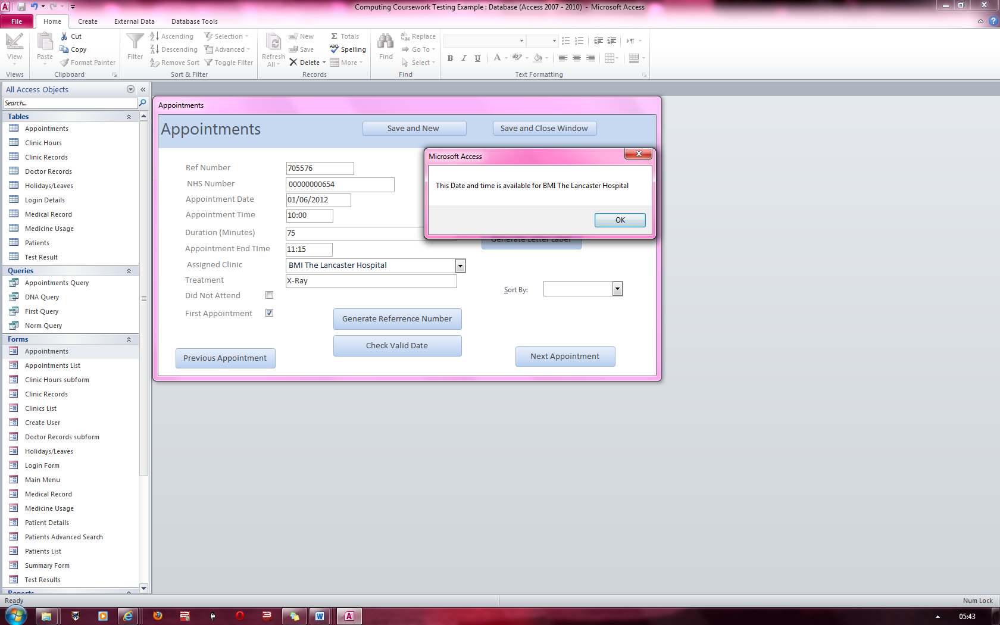 Computing Coursework Testing Example : Database (Access 2007 - 2010) - Microsoft Access
File Home Create External Data Database Tools
View
Views
Paste
Cut
Copy
Format Painter
Clipboard
Filter
Ascending
Descending
Remove Sort
Selection
Advanced
Toggle Filter
Sort & Filter
Refresh
All
New
Save
Delete
Totals
Spelling
More
Records
Find
Replace
Go To
Select
Find
B I U A
Text Formatting
All Access Objects
Search...
Tables
Appointments
Clinic Hours
Clinic Records
Doctor Records
Holidays/Leaves
Login Details
Medical Record
Medicine Usage
Patients
Test Result
Queries
Appointments Query
DNA Query
First Query
Norm Query
Forms
Appointments
Appointments List
Clinic Hours subform
Clinic Records
Clinics List
Create User
Doctor Records subform
Holidays/Leaves
Login Form
Main Menu
Medical Record
Medicine Usage
Patient Details
Patients Advanced Search
Patients List
Summary Form
Test Results
Reports
Appointments
Appointments
Save and New
Save and Close Window
Ref Number 705576
NHS Number 00000000654
Appointment Date 01/06/2012
Appointment Time 10:00
Duration (Minutes) 75
Appointment End TIme 11:15
Assigned Clinic BMI The Lancaster Hospital
Treatment X-Ray
Did Not Attend
First Appointment
Generate Letter Label
Sort By:
Generate Referrence Number
Check Valid Date
Previous Appointment
Next Appointment
Microsoft Access
This Date and time is available for BMI The Lancaster Hospital
OK
Ready
Num Lock
05:43